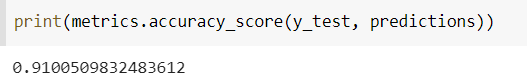 print(metrics.accuracy_score(y_test, predictions))
0.9100509832483612